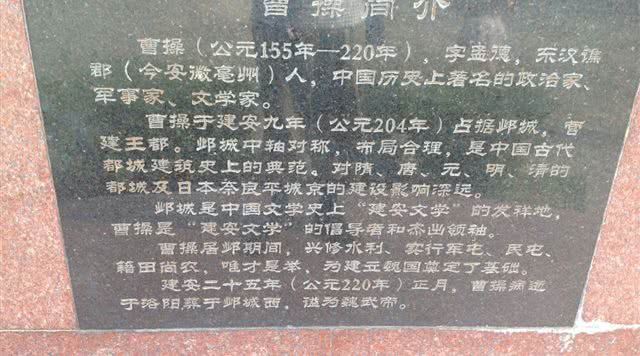 曹操简介
曹操（公元155年—220年），字孟德，东汉谯
郡（今安徽亳州）人，中国历史上著名的政治家、
军事家、文学家。
曹操于建安九年（公元204年）占据邺城，营
建王都。邺城中轴对称，布局合理，是中国古代
都城建筑史上的典范。对隋、唐、元、明、清的
都城及日本奈良平城京的建设影响深远。
邺城是中国文学史上“建安文学”的发祥地，
曹操是“建安文学”的倡导者和杰出领袖。
曹操居邺期间，兴修水利、实行军屯、民屯、
籍田尚农，唯才是举，为建立魏国奠定了基础。
建安二十五年（公元220年）正月，曹操病逝
于洛阳葬于邺城西，谥为魏武帝。